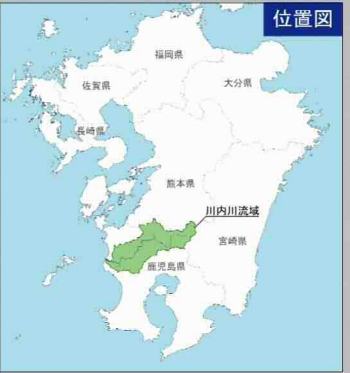 位置図
福岡県
大分県
佐賀県
長崎県
熊本県
川内川流域
宮崎県
鹿児島県